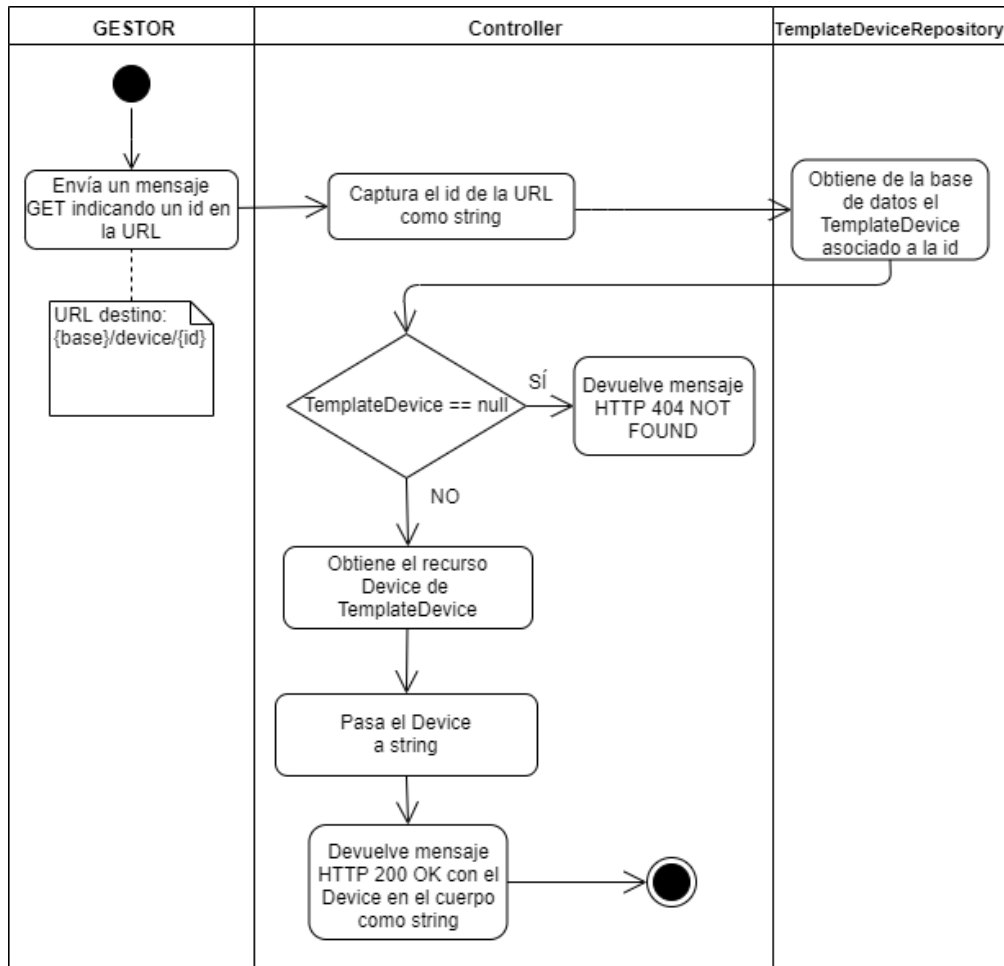 GESTOR
Controller
TemplateDeviceRepository
Envía un mensaje
GET indicando un id en
la URL
Captura el id de la URL
como string
Obtiene de la base
de datos el
TemplateDevice
asociado a la id
URL destino:
{base}/device/{id}
TemplateDevice == null
SÍ
Devuelve mensaje
HTTP 404 NOT
FOUND
NO
Obtiene el recurso
Device de
TemplateDevice
Pasa el Device
a string
Devuelve mensaje
HTTP 200 OK con el
Device en el cuerpo
como string